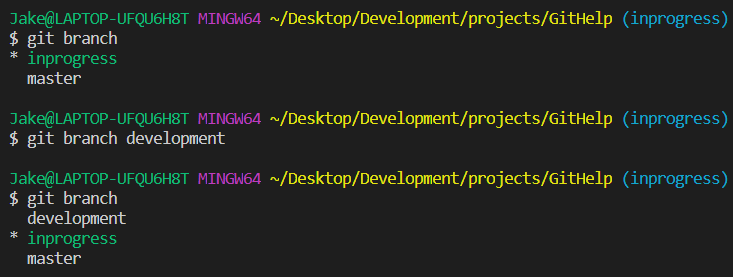 Jake@LAPTOP-UFQU6H8T MINGW64 ~/Desktop/Development/projects/GitHelp (inprogress)
$ git branch
* inprogress
  master

Jake@LAPTOP-UFQU6H8T MINGW64 ~/Desktop/Development/projects/GitHelp (inprogress)
$ git branch development

Jake@LAPTOP-UFQU6H8T MINGW64 ~/Desktop/Development/projects/GitHelp (inprogress)
$ git branch
  development
* inprogress
  master